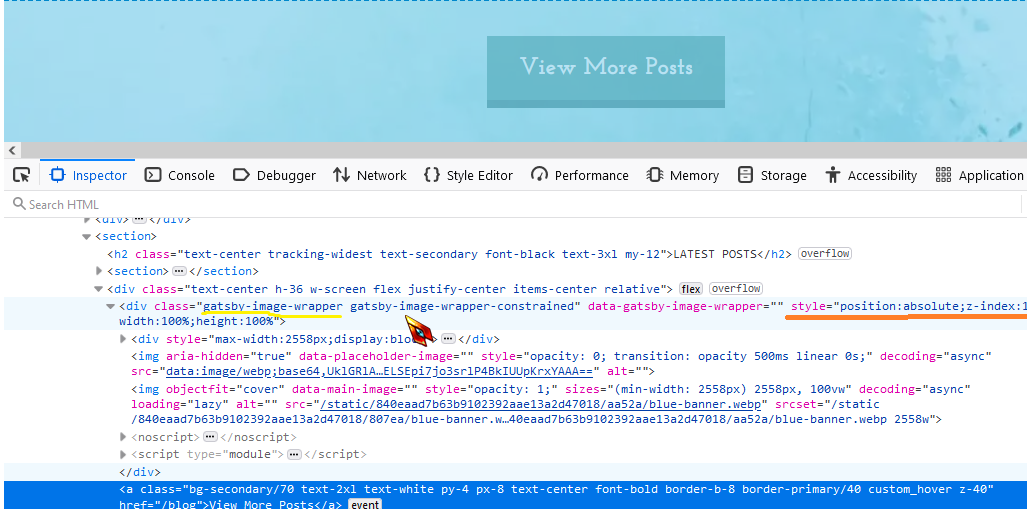 View More Posts
Inspector Console Debugger Network Style Editor Performance Memory Storage Accessibility Application
Search HTML
<div> ⋯ </div>
<section>
<h2 class="text-center tracking-widest text-secondary font-black text-3xl my-12">LATEST POSTS</h2> overflow
<section> ⋯ </section>
<div class="text-center h-36 w-screen flex justify-center items-center relative"> flex overflow
<div class="gatsby-image-wrapper gatsby-image-wrapper-constrained" data-gatsby-image-wrapper="" style="position:absolute;z-index:1
width:100%;height:100%">
<div style="max-width:2558px;display:blo ⋯ </div>
<img aria-hidden="true" data-placeholder-image="" style="opacity: 0; transition: opacity 500ms linear 0s;" decoding="async"
src="data:image/webp;base64,UklGRlA…ELSEpi7jo3srlP4BkIUUpKrxYAAA==" alt="">
<img objectfit="cover" data-main-image="" style="opacity: 1;" sizes="(min-width: 2558px) 2558px, 100vw" decoding="async"
loading="lazy" alt="" src="/static/840eaad7b63b9102392aae13a2d47018/aa52a/blue-banner.webp" srcset="/static
/840eaad7b63b9102392aae13a2d47018/807ea/blue-banner.w…40eaad7b63b9102392aae13a2d47018/aa52a/blue-banner.webp 2558w">
<noscript> ⋯ </noscript>
<script type="module"> ⋯ </script>
</div>
<a class="bg-secondary/70 text-2xl text-white py-4 px-8 text-center font-bold border-b-8 border-primary/40 custom_hover z-40"
href="/blog">View More Posts</a> event